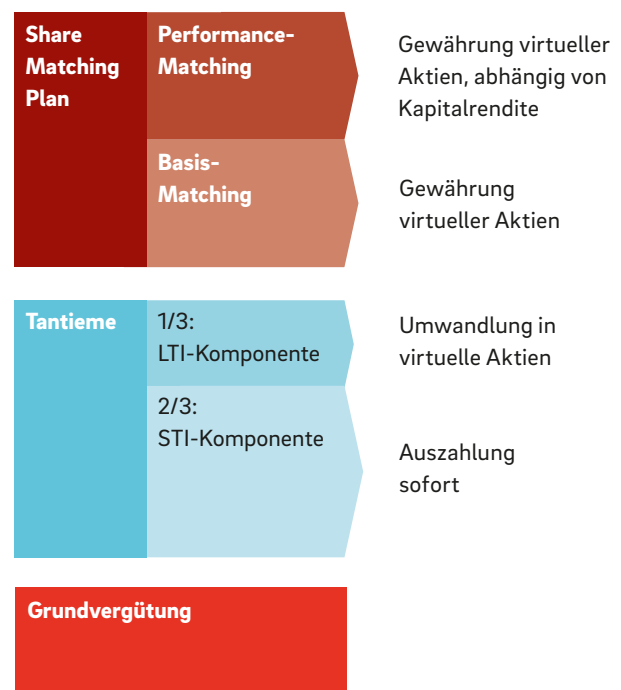 Share
Matching
Plan
Performance-
Matching
Gewährung virtueller
Aktien, abhängig von
Kapitalrendite
Basis-
Matching
Gewährung
virtueller Aktien
Tantieme
1/3:
LTI-Komponente
Umwandlung in
virtuelle Aktien
2/3:
STI-Komponente
Auszahlung
sofort
Grundvergütung